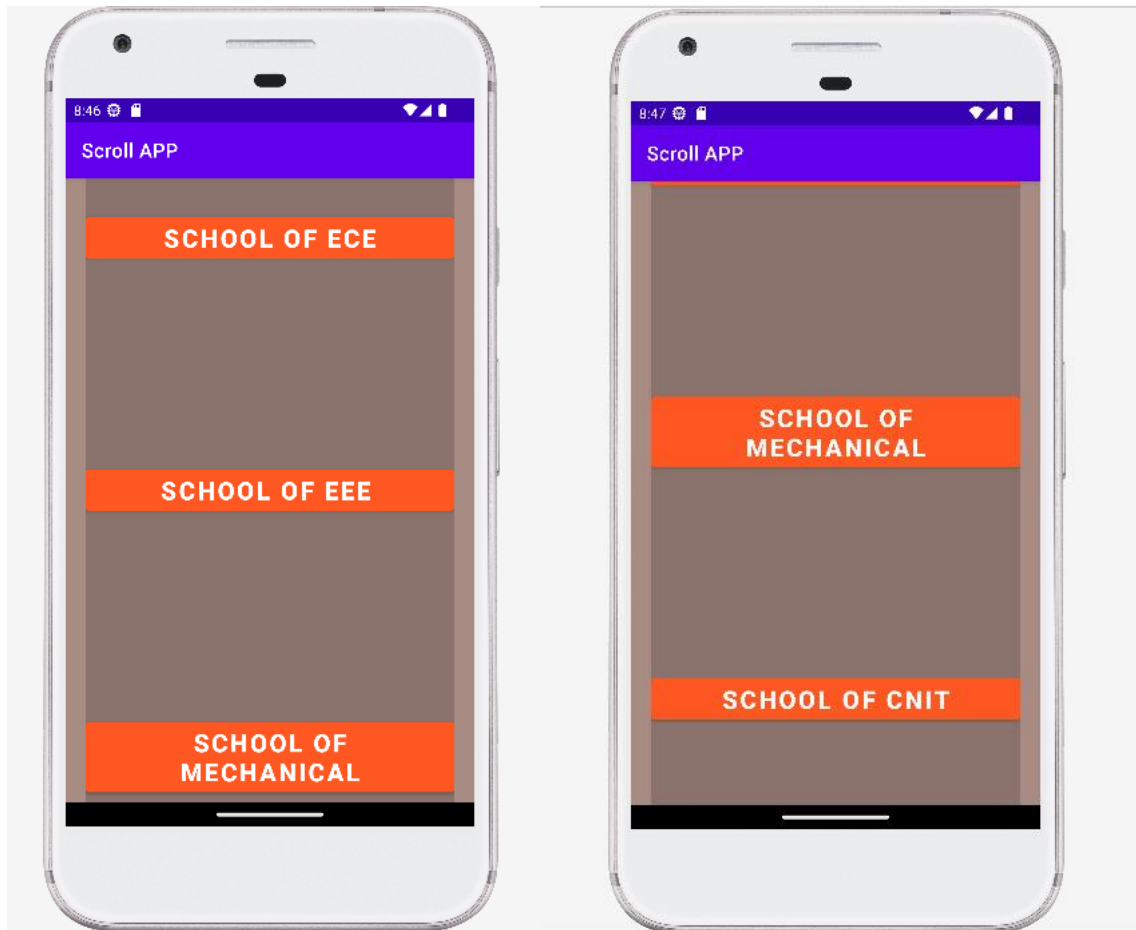 8:46
Scroll APP
SCHOOL OF ECE
SCHOOL OF EEE
SCHOOL OF
MECHANICAL
8:47
Scroll APP
SCHOOL OF
MECHANICAL
SCHOOL OF CNIT